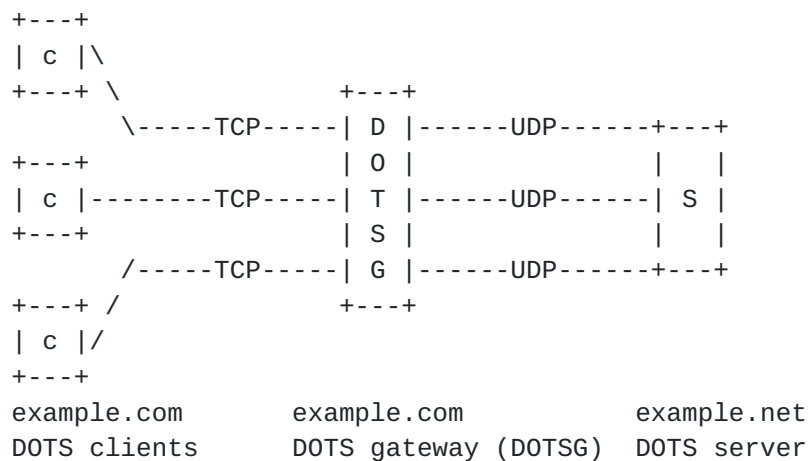 +---+
| c |\
+---+ \              +---+
       \-----TCP-----| D |------UDP------+---+
+---+                | O |               |   |
| c |--------TCP-----| T |------UDP------| S |
+---+                | S |               |   |
       /-----TCP-----| G |------UDP------+---+
+---+ /              +---+
| c |/
+---+
example.com       example.com            example.net
DOTS clients      DOTS gateway (DOTSG)  DOTS server